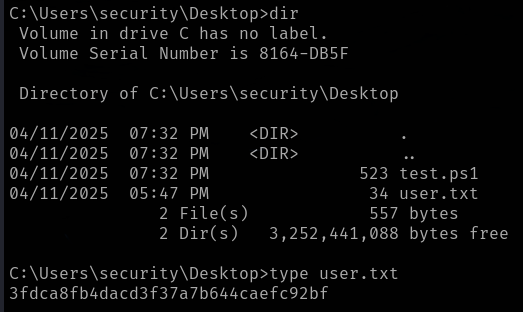 C:\Users\security\Desktop>dir
 Volume in drive C has no label.
 Volume Serial Number is 8164-DB5F

 Directory of C:\Users\security\Desktop

04/11/2025  07:32 PM    <DIR>          .
04/11/2025  07:32 PM    <DIR>          ..
04/11/2025  07:32 PM               523 test.ps1
04/11/2025  05:47 PM                34 user.txt
               2 File(s)            557 bytes
               2 Dir(s)   3,252,441,088 bytes free

C:\Users\security\Desktop>type user.txt
3fdca8fb4dacd3f37a7b644caefc92bf